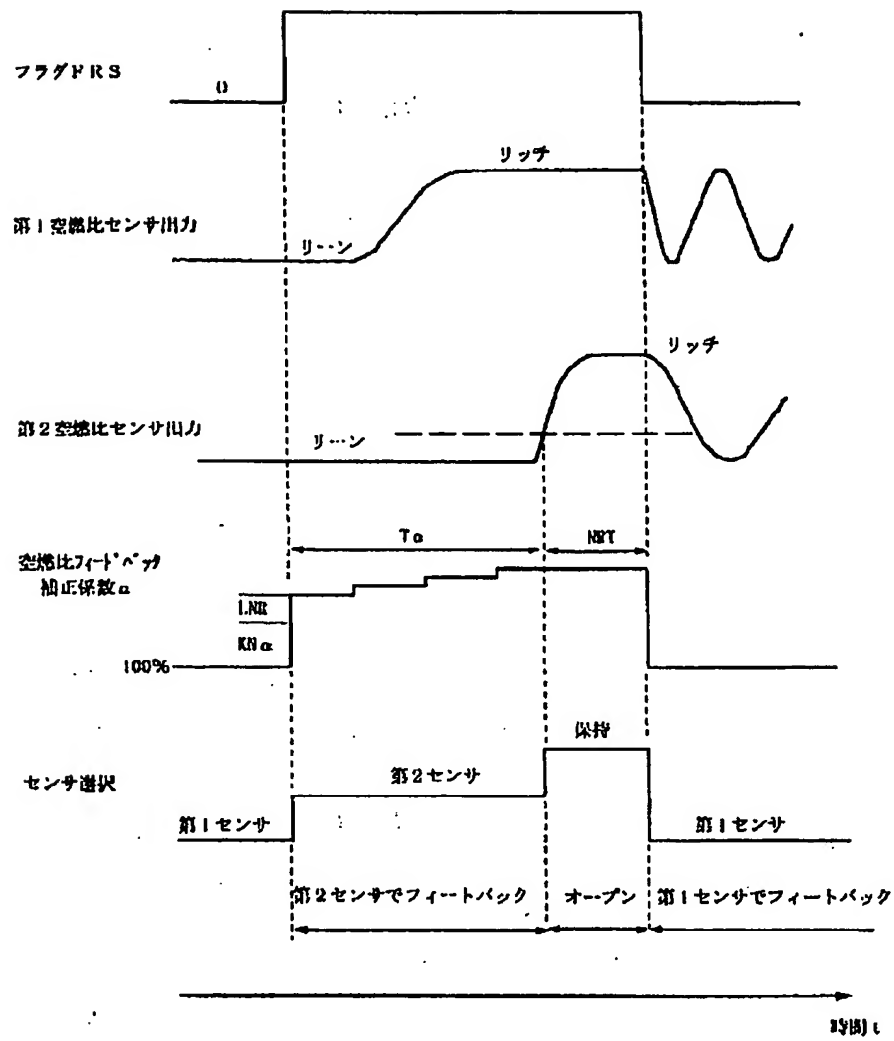 フラグFRS
0
リッチ
第1空燃比センサ出力
リーン
リッチ
第2空燃比センサ出力
リーン
Tα
NRT
空燃比フィードバック
補正係数α
LNR
KNα
100%
保持
センサ選択
第2センサ
第1センサ
第1センサ
第2センサでフィートバック
オープン
第1センサでフィートバック
時間t